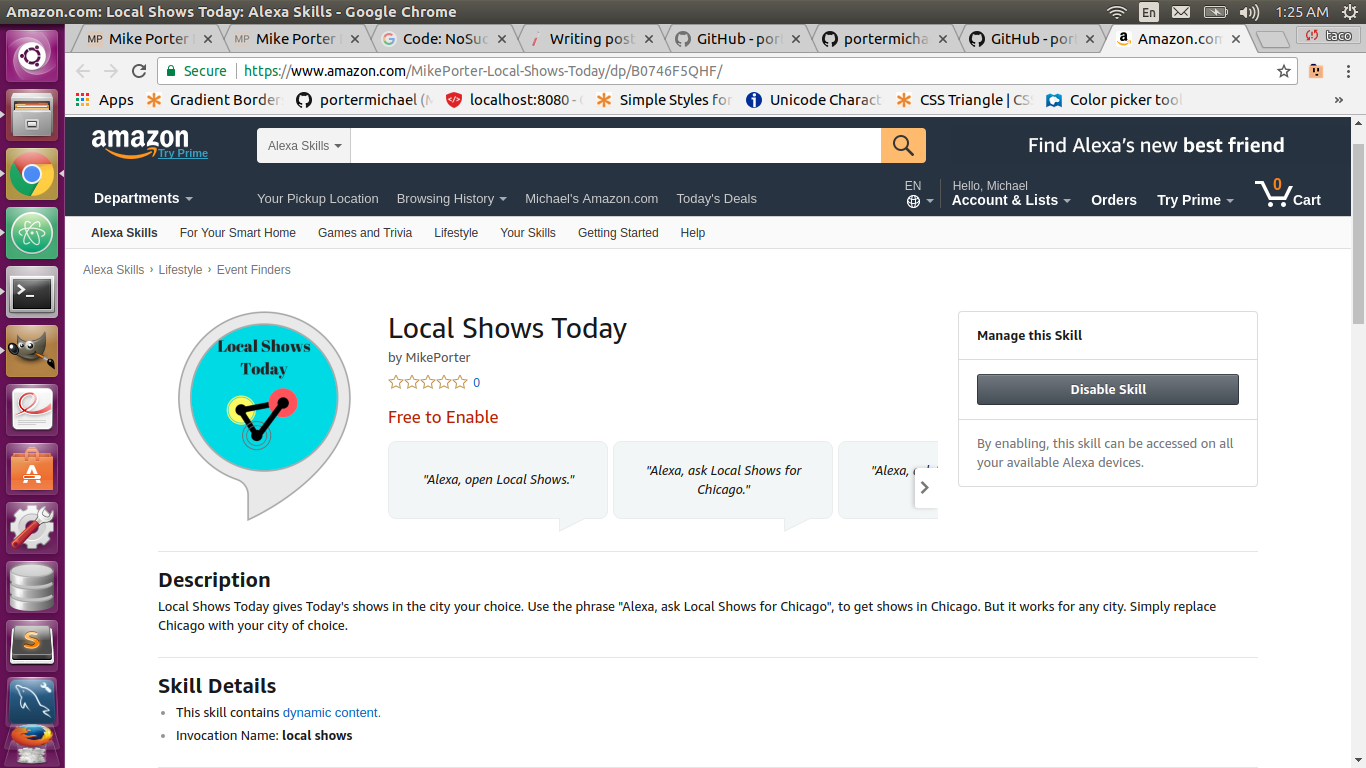 Amazon.com: Local Shows Today: Alexa Skills - Google Chrome
En
1:25 AM
MP Mike Porter
MP Mike Porter
Code: NoSuc
Writing post
GitHub - por
portermicha
GitHub - por
Amazon.com
taco
Secure
https://www.amazon.com/MikePorter-Local-Shows-Today/dp/B0746F5QHF/
Apps
Gradient Border
portermichael (M
localhost:8080 -
Simple Styles for
Unicode Charact
CSS Triangle | CS
Color picker tool
»
amazon
Try Prime
Alexa Skills
Find Alexa's new best friend
Departments
Your Pickup Location
Browsing History
Michael's Amazon.com
Today's Deals
EN
Hello, Michael
Account & Lists
Orders
Try Prime
0
Cart
Alexa Skills
For Your Smart Home
Games and Trivia
Lifestyle
Your Skills
Getting Started
Help
Alexa Skills › Lifestyle › Event Finders
Local Shows
Today
Local Shows Today
by MikePorter
0
Free to Enable
"Alexa, open Local Shows."
"Alexa, ask Local Shows for
Chicago."
"Alexa,
Manage this Skill
Disable Skill
By enabling, this skill can be accessed on all
your available Alexa devices.
Description
Local Shows Today gives Today's shows in the city your choice. Use the phrase "Alexa, ask Local Shows for Chicago", to get shows in Chicago. But it works for any city. Simply replace
Chicago with your city of choice.
Skill Details
• This skill contains dynamic content.
• Invocation Name: local shows